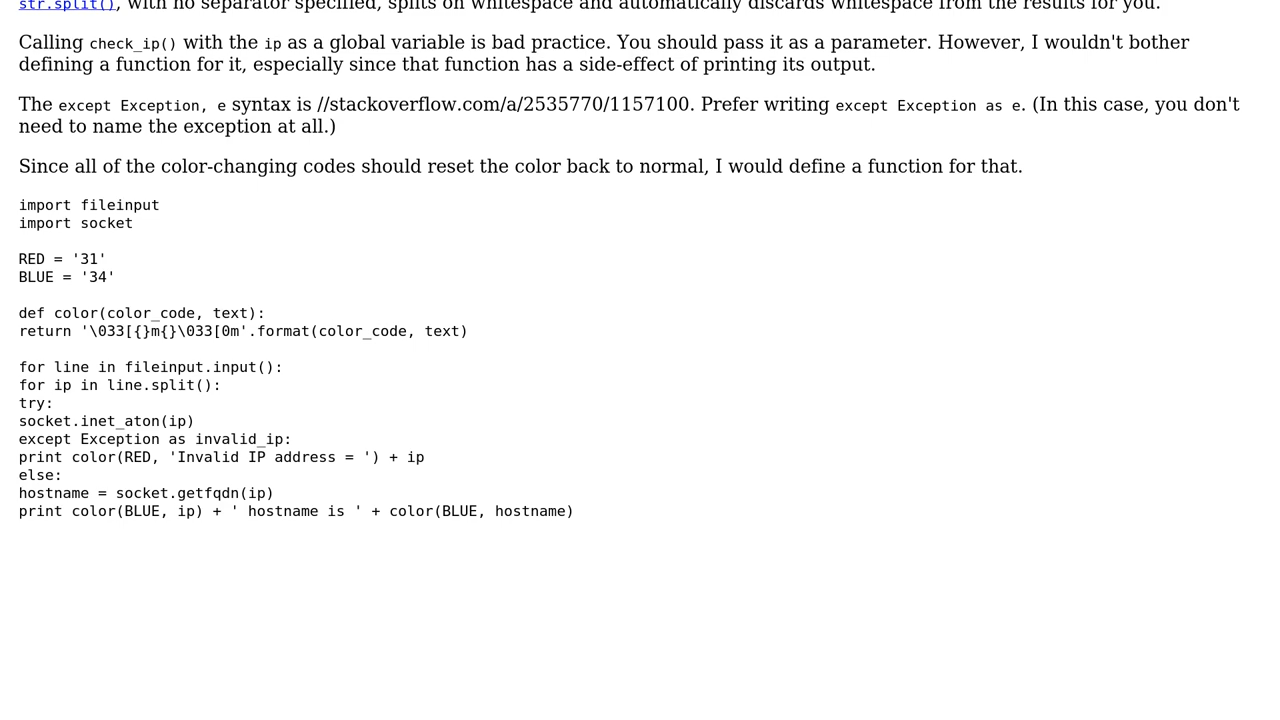 str.split(), with no separator specified, splits on whitespace and automatically discards whitespace from the results for you.
Calling check_ip() with the ip as a global variable is bad practice. You should pass it as a parameter. However, I wouldn't bother
defining a function for it, especially since that function has a side-effect of printing its output.
The except Exception, e syntax is //stackoverflow.com/a/2535770/1157100. Prefer writing except Exception as e. (In this case, you don't
need to name the exception at all.)
Since all of the color-changing codes should reset the color back to normal, I would define a function for that.
import fileinput
import socket
RED = '31'
BLUE = '34'
def color(color_code, text):
return '\033[{}m{}\033[0m'.format(color_code, text)
for line in fileinput.input():
for ip in line.split():
try:
socket.inet_aton(ip)
except Exception as invalid_ip:
print color(RED, 'Invalid IP address = ') + ip
else:
hostname = socket.getfqdn(ip)
print color(BLUE, ip) + ' hostname is ' + color(BLUE, hostname)